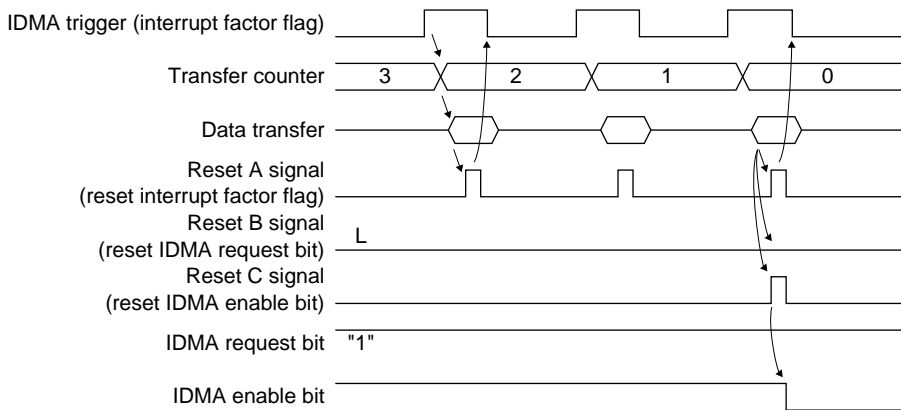 IDMA trigger (interrupt factor flag)
Transfer counter
3 2 1 0
Data transfer
Reset A signal
(reset interrupt factor flag)
Reset B signal
(reset IDMA request bit)
L
Reset C signal
(reset IDMA enable bit)
IDMA request bit
"1"
IDMA enable bit